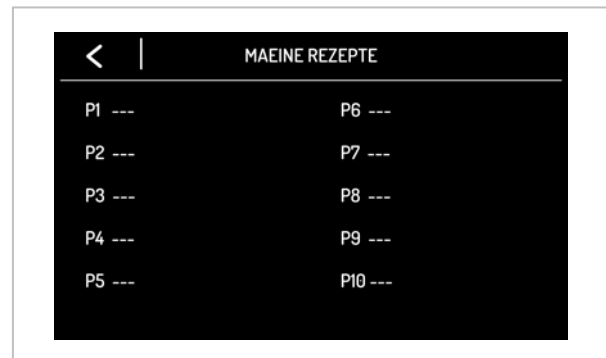 MAEINE REZEPTE
P1 --- P6 ---
P2 --- P7 ---
P3 --- P8 ---
P4 --- P9 ---
P5 --- P10 ---